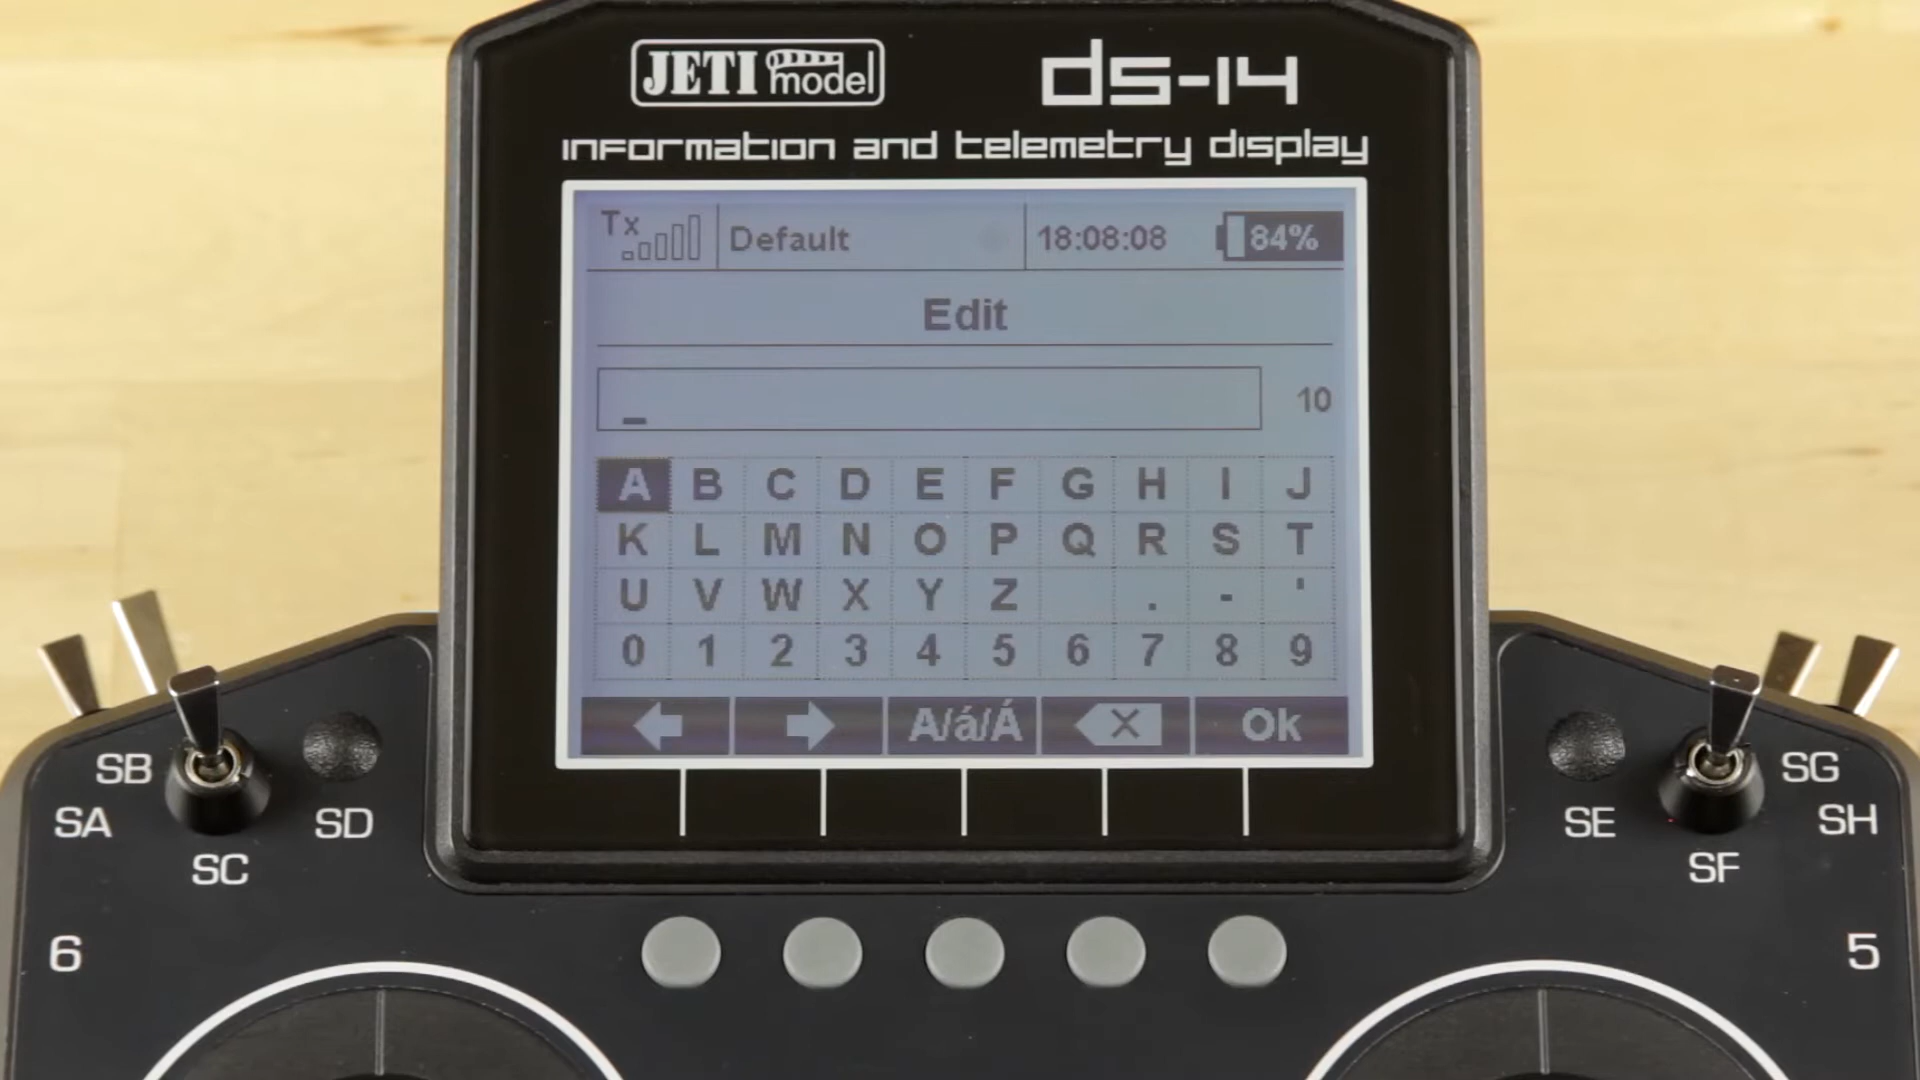 JETI model
ds-14
information and telemetry display
Tx
Default
18:08:08
84%
Edit
_
10
A B C D E F G H I J
K L M N O P Q R S T
U V W X Y Z . - '
0 1 2 3 4 5 6 7 8 9
A/á/Á
X
Ok
SB
SA
SC
SD
SE
SF
SG
SH
6
5